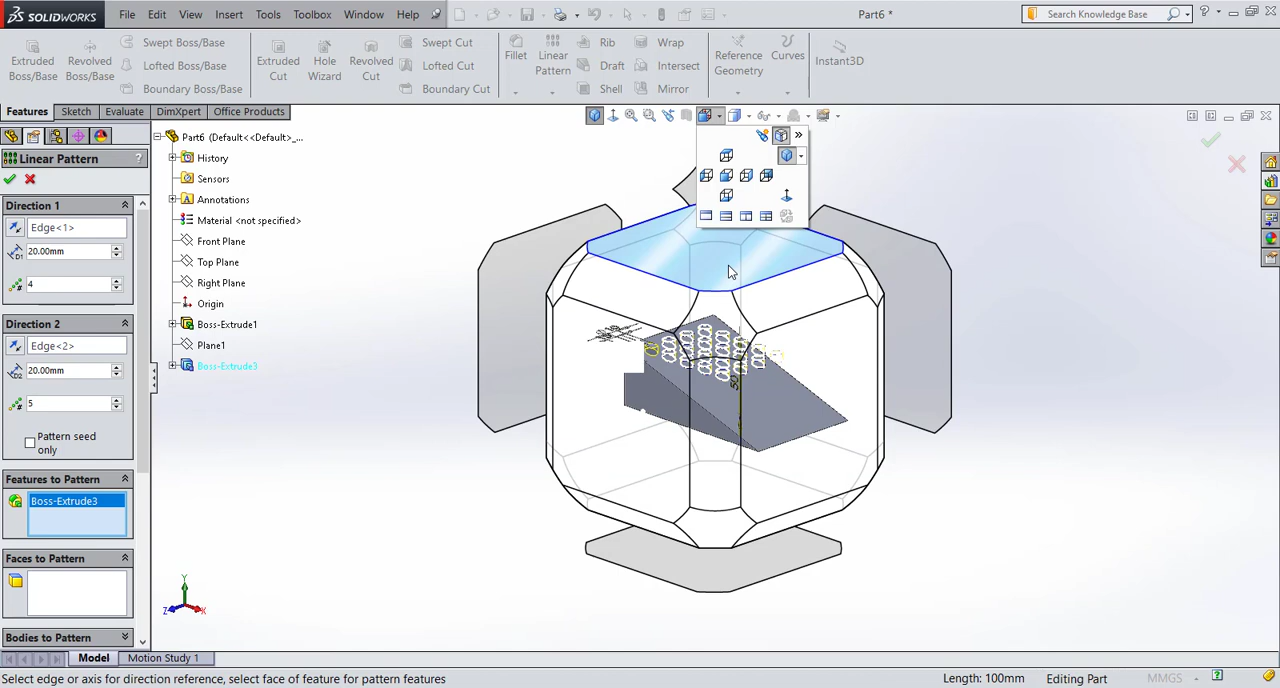 SOLIDWORKS File Edit View Insert Tools Toolbox Window Help Part6 * Search Knowledge Base
Extruded Boss/Base
Revolved Boss/Base
Swept Boss/Base
Lofted Boss/Base
Boundary Boss/Base
Extruded Cut
Hole Wizard
Revolved Cut
Swept Cut
Lofted Cut
Boundary Cut
Fillet
Linear Pattern
Rib
Draft
Shell
Wrap
Intersect
Mirror
Reference Geometry
Curves
Instant3D
Features Sketch Evaluate DimXpert Office Products
Linear Pattern ?
Direction 1
Edge<1>
20.00mm
4
Direction 2
Edge<2>
20.00mm
5
Pattern seed only
Features to Pattern
Boss-Extrude3
Faces to Pattern
Bodies to Pattern
Part6 (Default<<Default>_...
History
Sensors
Annotations
Material <not specified>
Front Plane
Top Plane
Right Plane
Origin
Boss-Extrude1
Plane1
Boss-Extrude3
50
Y
Z
X
Model Motion Study 1
Select edge or axis for direction reference, select face of feature for pattern features Length: 100mm Editing Part MMGS